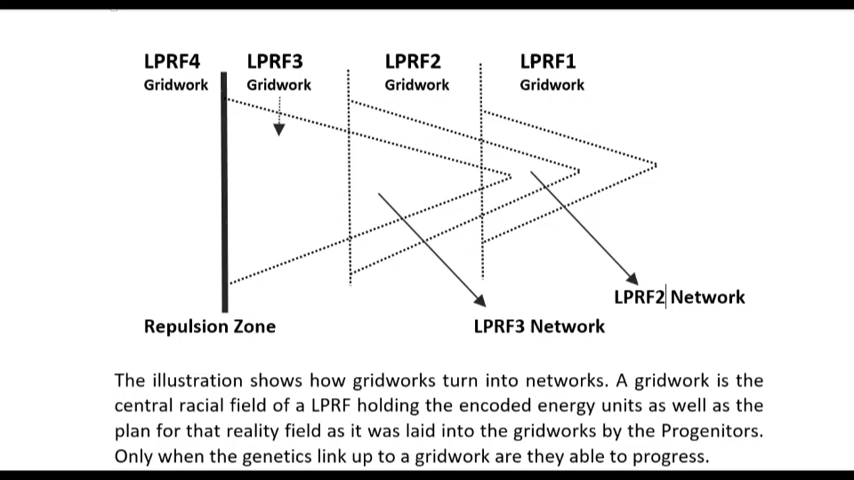 LPRF4 LPRF3 LPRF2 LPRF1
Gridwork Gridwork Gridwork Gridwork
LPRF2 Network
Repulsion Zone LPRF3 Network
The illustration shows how gridworks turn into networks. A gridwork is the
central racial field of a LPRF holding the encoded energy units as well as the
plan for that reality field as it was laid into the gridworks by the Progenitors.
Only when the genetics link up to a gridwork are they able to progress.